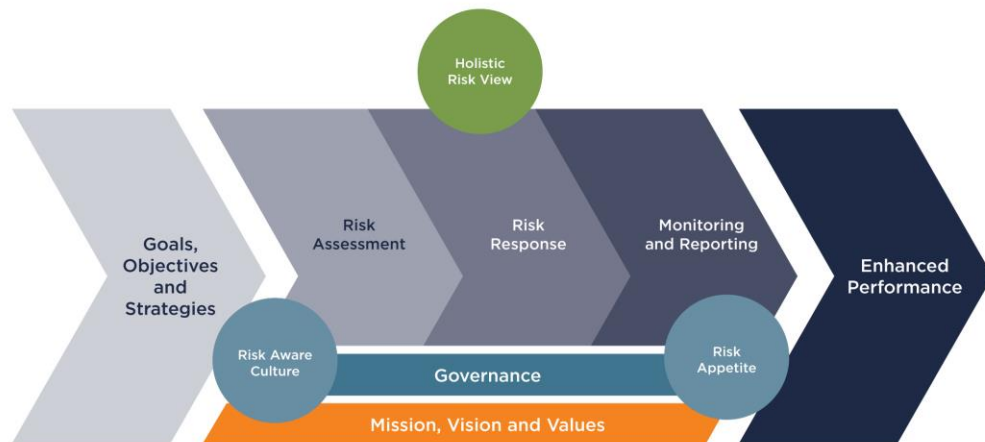 Holistic
Risk View
Goals,
Objectives
and
Strategies
Risk
Assessment
Risk
Response
Monitoring
and Reporting
Enhanced
Performance
Risk Aware
Culture
Governance
Risk
Appetite
Mission, Vision and Values